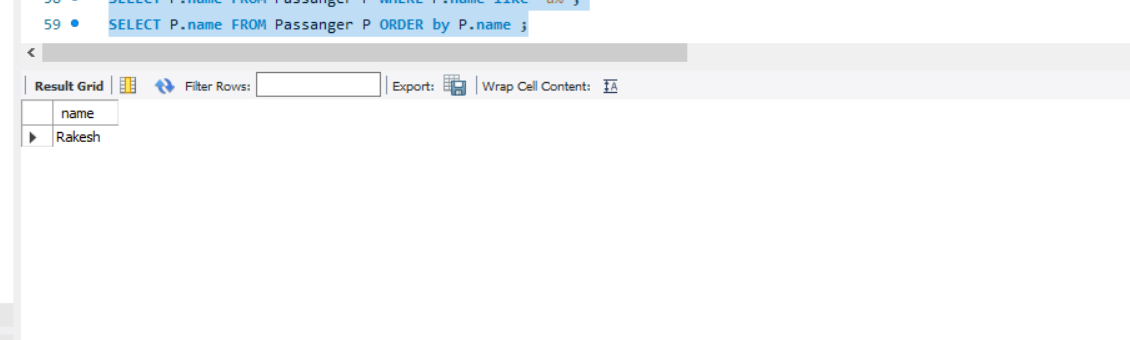 58 SELECT P.name FROM Passanger P WHERE P.name like
59 SELECT P.name FROM Passanger P ORDER by P.name ;
Result Grid Filter Rows: Export: Wrap Cell Content: IA
name
Rakesh